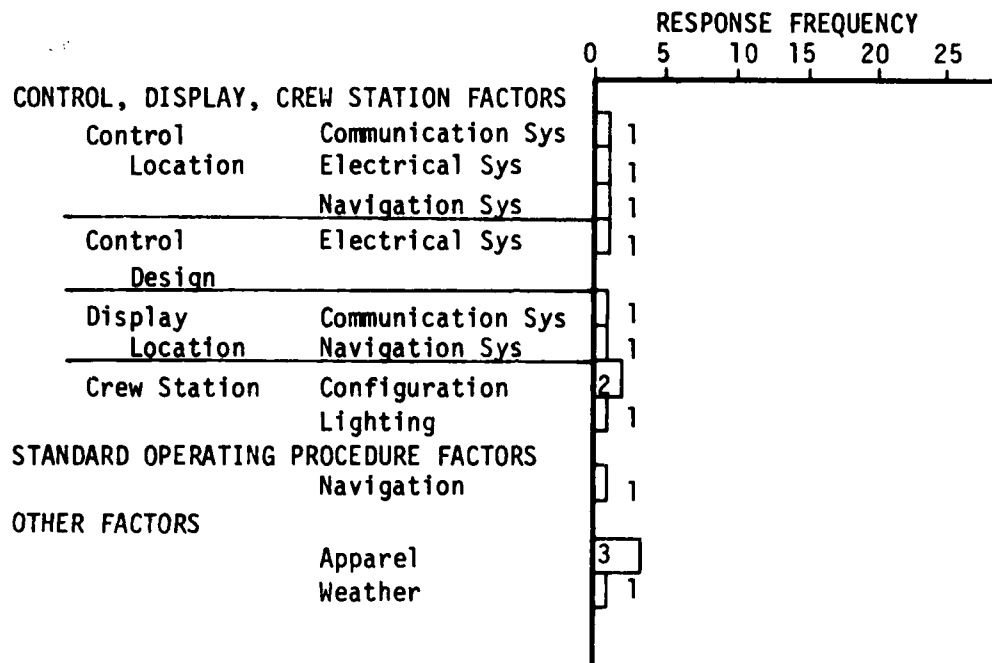 RESPONSE FREQUENCY
0 5 10 15 20 25
CONTROL, DISPLAY, CREW STATION FACTORS
Control Communication Sys 1
Location Electrical Sys 1
Navigation Sys 1
Control Electrical Sys 1
Design
Display Communication Sys 1
Location Navigation Sys 1
Crew Station Configuration 2
Lighting 1
STANDARD OPERATING PROCEDURE FACTORS
Navigation 1
OTHER FACTORS
Apparel 3
Weather 1